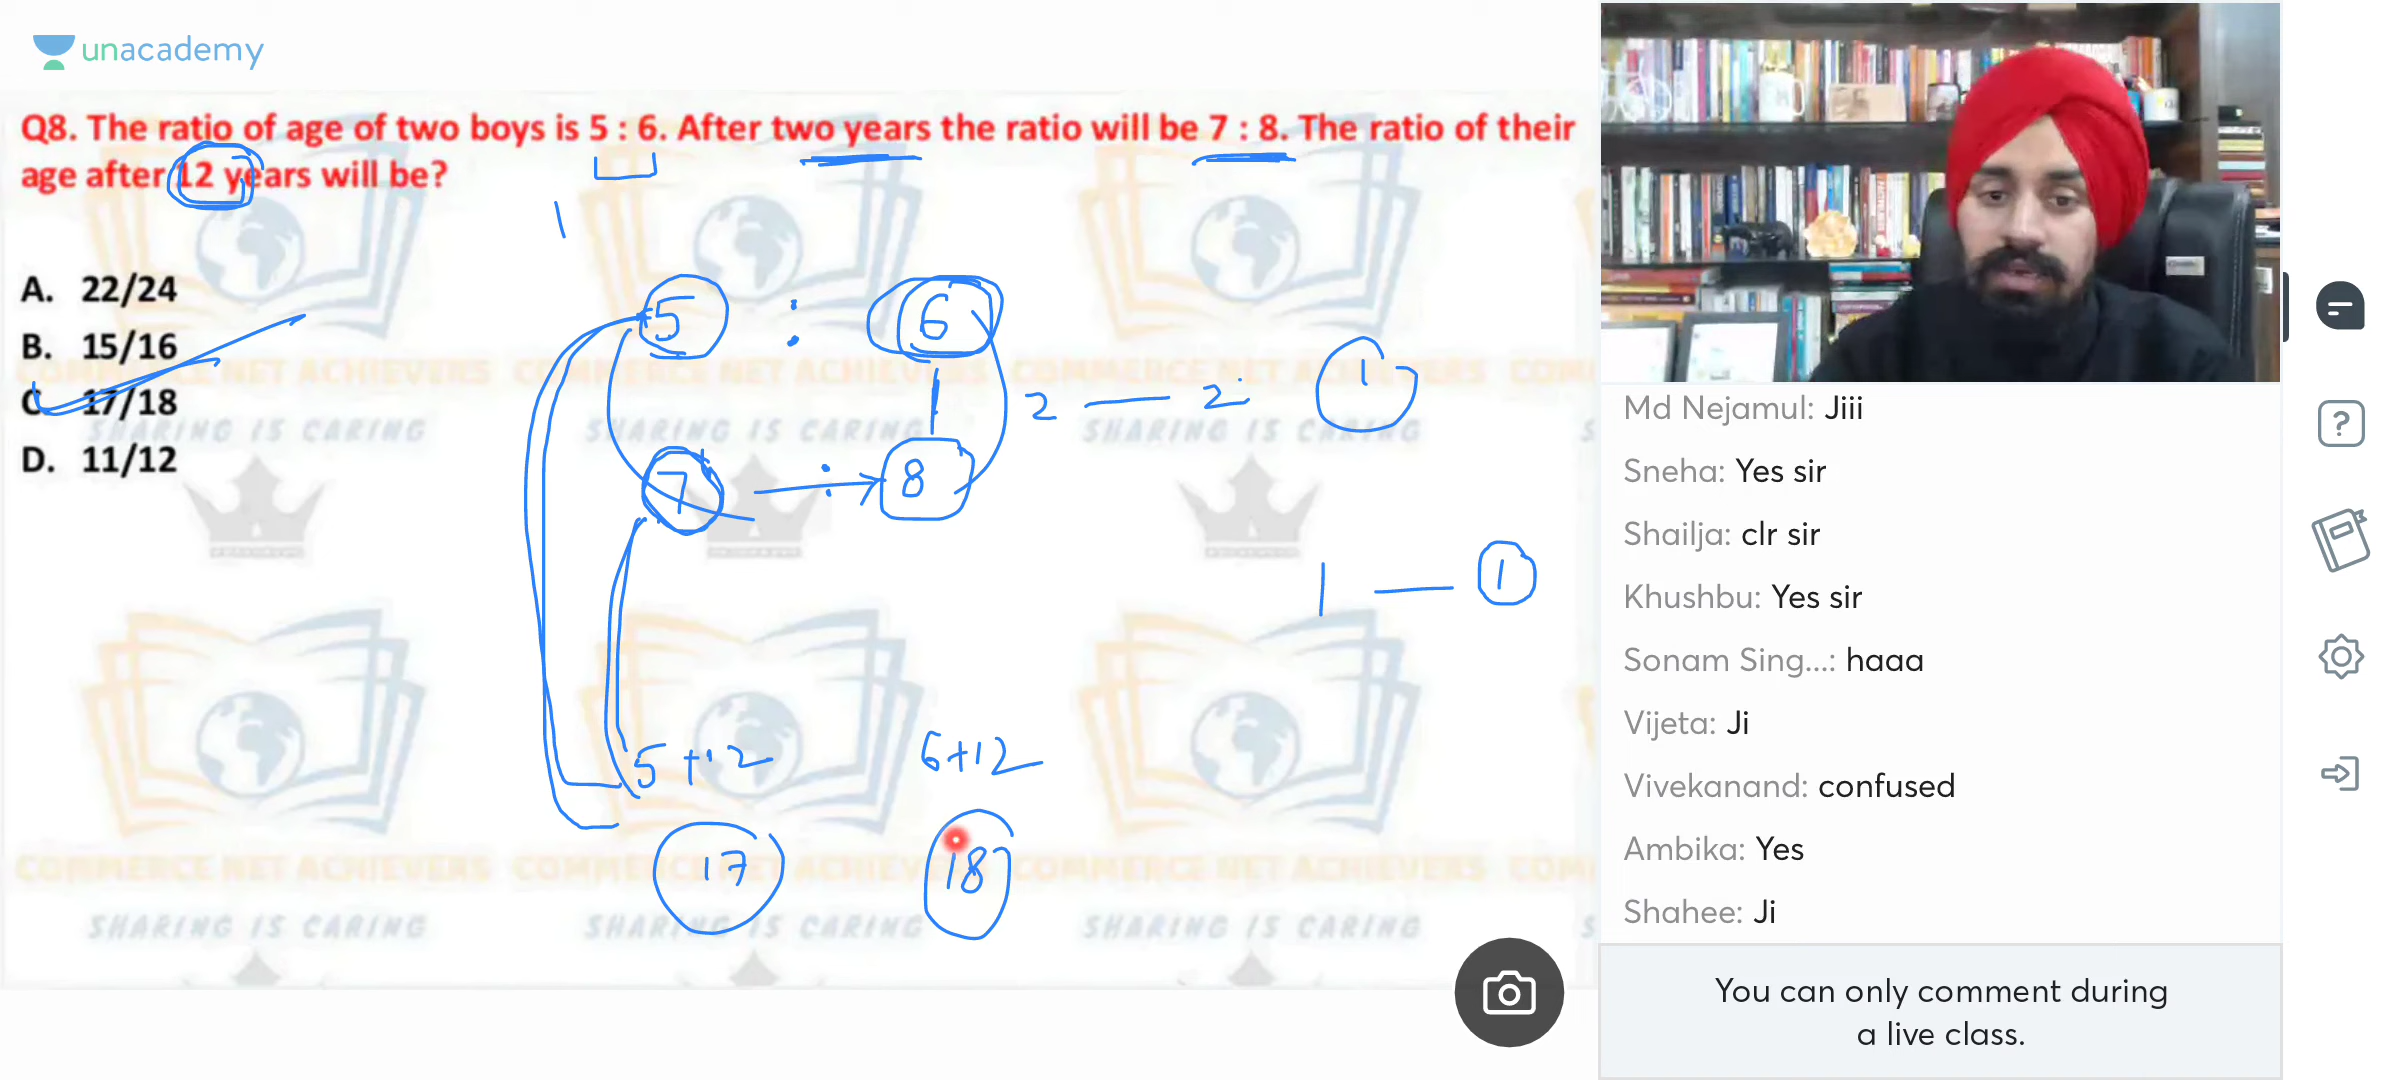 unacademy
Q8. The ratio of age of two boys is 5 : 6. After two years the ratio will be 7 : 8. The ratio of their
age after 12 years will be?
A. 22/24
B. 15/16
C. 17/18
D. 11/12
5 : 6
2 — 2
1
7 : 8
1 — 1
5+12
6+12
17
18
COMMERCE NET ACHIEVERS
SHARING IS CARING
Md Nejamul: Jiii
Sneha: Yes sir
Shailja: clr sir
Khushbu: Yes sir
Sonam Sing...: haaa
Vijeta: Ji
Vivekanand: confused
Ambika: Yes
Shahee: Ji
You can only comment during
a live class.